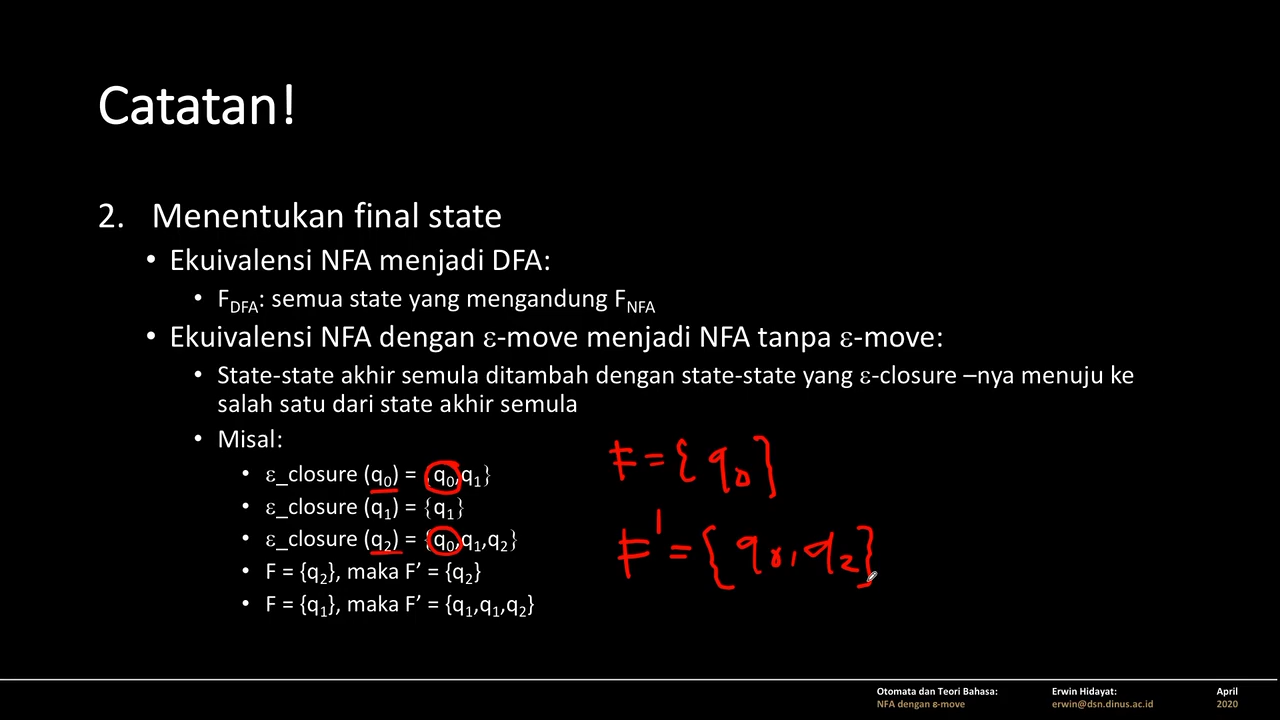 Catatan!
2. Menentukan final state
• Ekuivalensi NFA menjadi DFA:
• F_DFA: semua state yang mengandung F_NFA
• Ekuivalensi NFA dengan ε-move menjadi NFA tanpa ε-move:
• State-state akhir semula ditambah dengan state-state yang ε-closure –nya menuju ke
salah satu dari state akhir semula
• Misal:
• ε_closure (q₀) = {q₀,q₁}
• ε_closure (q₁) = {q₁}
• ε_closure (q₂) = {q₀,q₁,q₂}
• F = {q₂}, maka F’ = {q₂}
• F = {q₁}, maka F’ = {q₁,q₁,q₂}
F = { q₀ }
F' = { q₀, q₂ }
Otomata dan Teori Bahasa: Erwin Hidayat: April
NFA dengan ε-move erwin@dsn.dinus.ac.id 2020